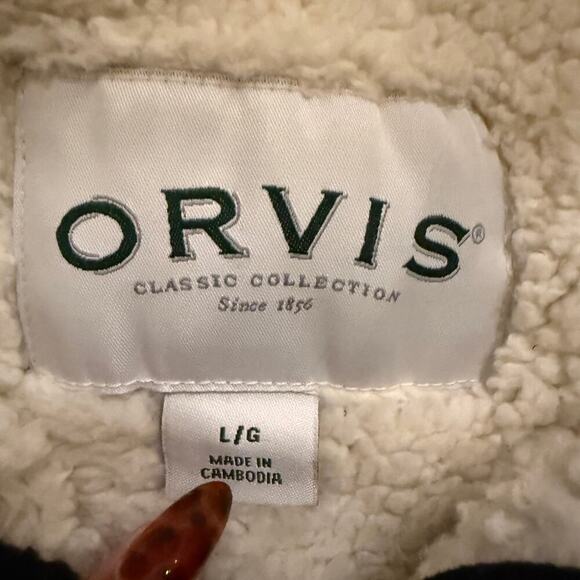 ORVIS®
CLASSIC COLLECTION
Since 1856
L/G
MADE IN
CAMBODIA